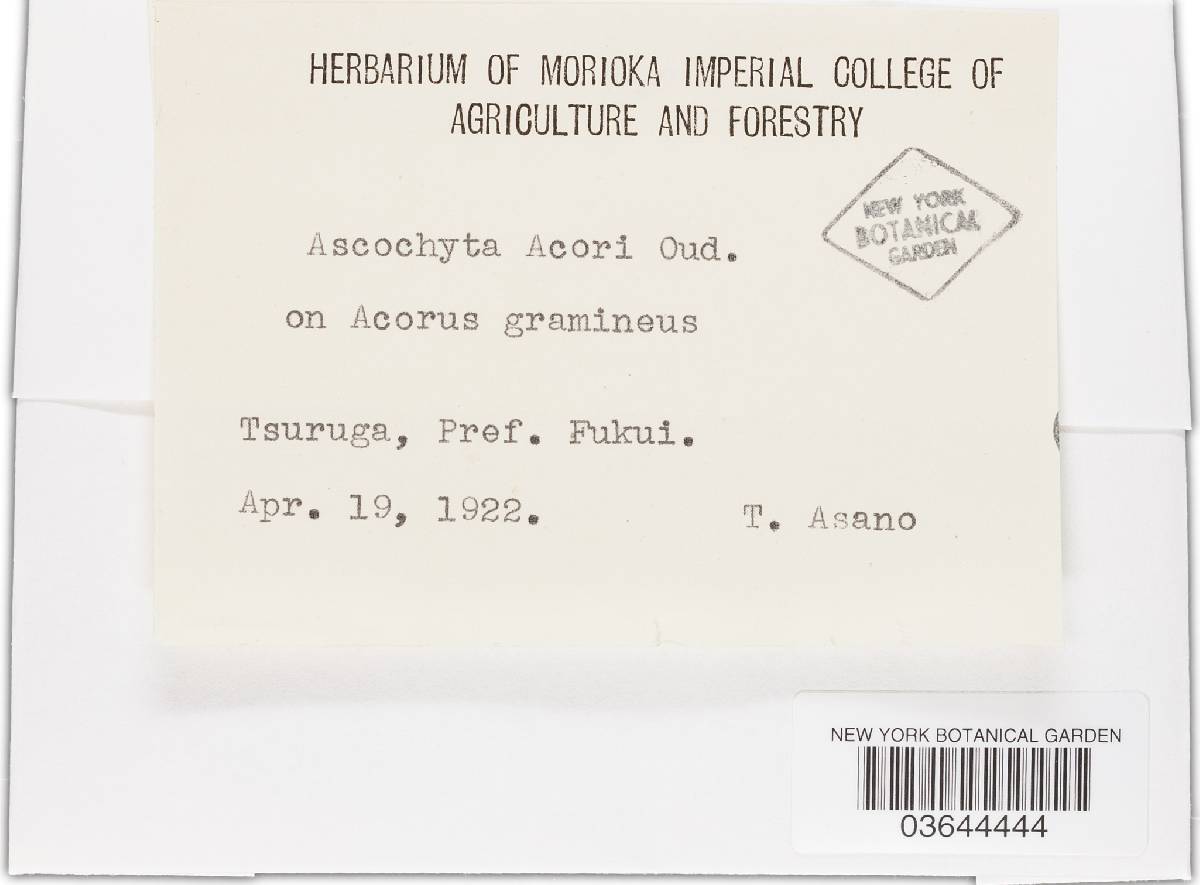 HERBARIUM OF MORIOKA IMPERIAL COLLEGE OF
AGRICULTURE AND FORESTRY
NEW YORK
BOTANICAL
GARDEN
Ascochyta Acori Oud.
on Acorus gramineus
Tsuruga, Pref. Fukui.
Apr. 19, 1922.
T. Asano
NEW YORK BOTANICAL GARDEN
03644444